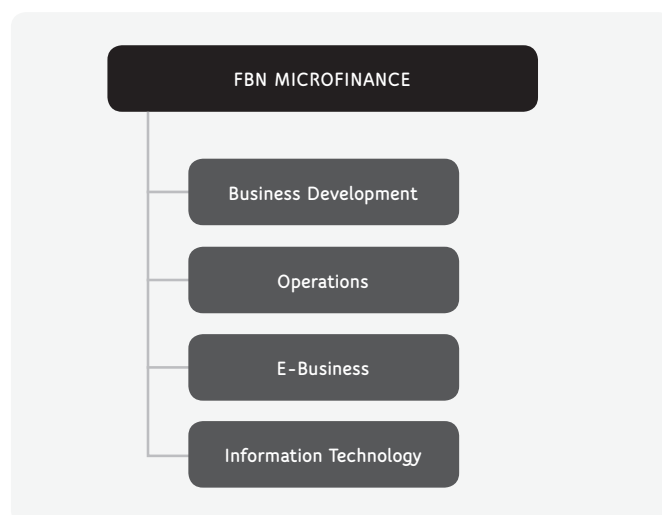 FBN MICROFINANCE
Business Development
Operations
E-Business
Information Technology